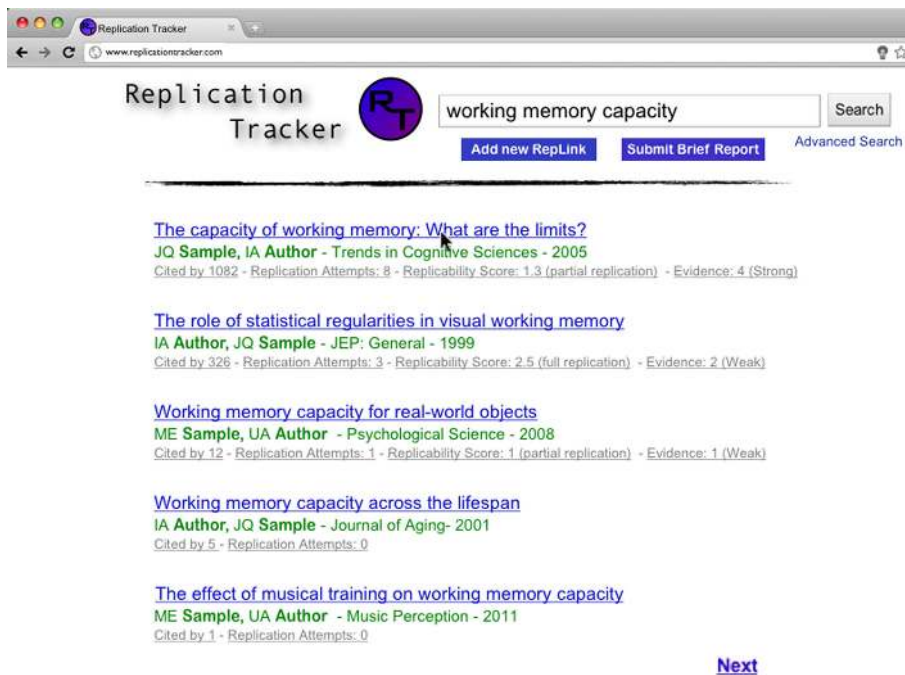 Replication Tracker
www.replicationtracker.com
Replication
Tracker
RT
working memory capacity
Search
Add new RepLink
Submit Brief Report
Advanced Search
The capacity of working memory: What are the limits?
JQ Sample, IA Author - Trends in Cognitive Sciences - 2005
Cited by 1082 - Replication Attempts: 8 - Replicability Score: 1.3 (partial replication) - Evidence: 4 (Strong)
The role of statistical regularities in visual working memory
IA Author, JQ Sample - JEP: General - 1999
Cited by 326 - Replication Attempts: 3 - Replicability Score: 2.5 (full replication) - Evidence: 2 (Weak)
Working memory capacity for real-world objects
ME Sample, UA Author - Psychological Science - 2008
Cited by 12 - Replication Attempts: 1 - Replicability Score: 1 (partial replication) - Evidence: 1 (Weak)
Working memory capacity across the lifespan
IA Author, JQ Sample - Journal of Aging- 2001
Cited by 5 - Replication Attempts: 0
The effect of musical training on working memory capacity
ME Sample, UA Author - Music Perception - 2011
Cited by 1 - Replication Attempts: 0
Next